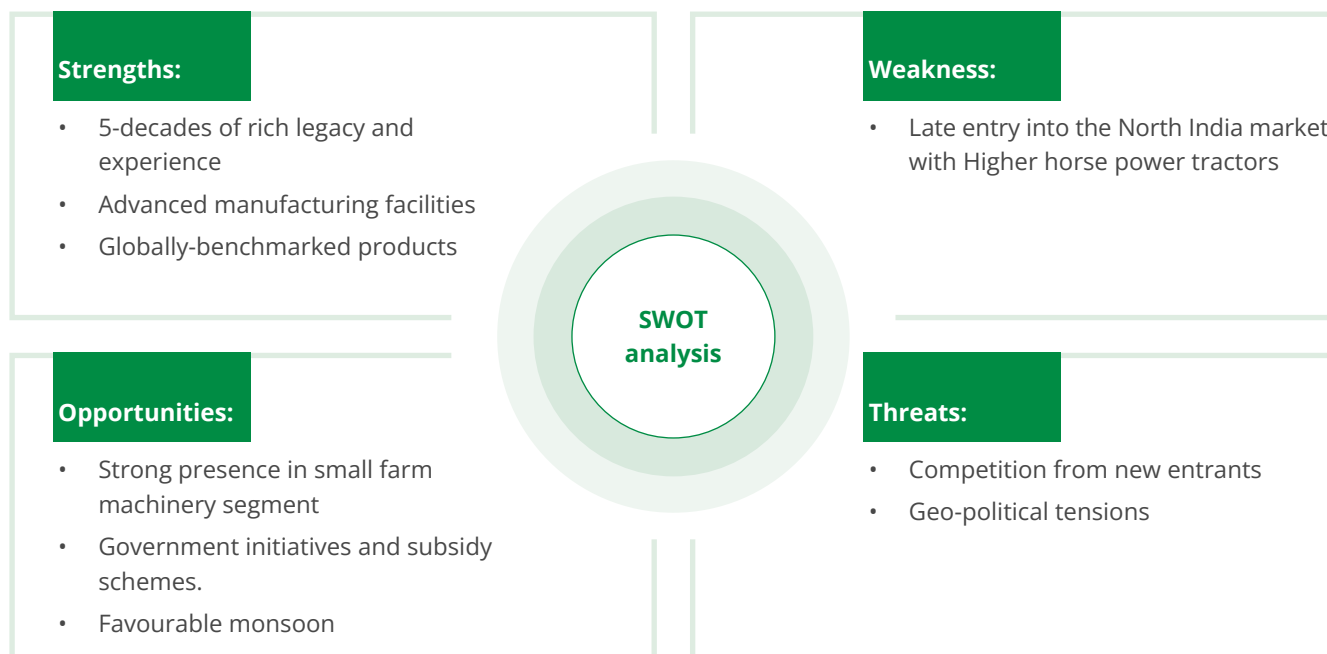 Strengths:
• 5-decades of rich legacy and
experience
• Advanced manufacturing facilities
• Globally-benchmarked products
Weakness:
• Late entry into the North India market
with Higher horse power tractors
SWOT
analysis
Opportunities:
• Strong presence in small farm
machinery segment
• Government initiatives and subsidy
schemes.
• Favourable monsoon
Threats:
• Competition from new entrants
• Geo-political tensions